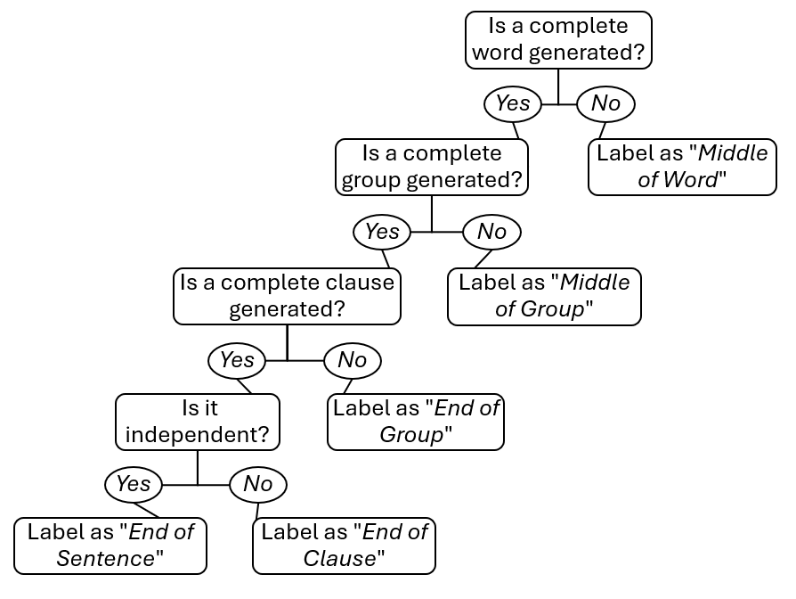 Is a complete
word generated?
Yes
No
Is a complete
group generated?
Label as "Middle
of Word"
Yes
No
Is a complete clause
generated?
Label as "Middle
of Group"
Yes
No
Is it
independent?
Label as "End of
Group"
Yes
No
Label as "End of
Sentence"
Label as "End of
Clause"